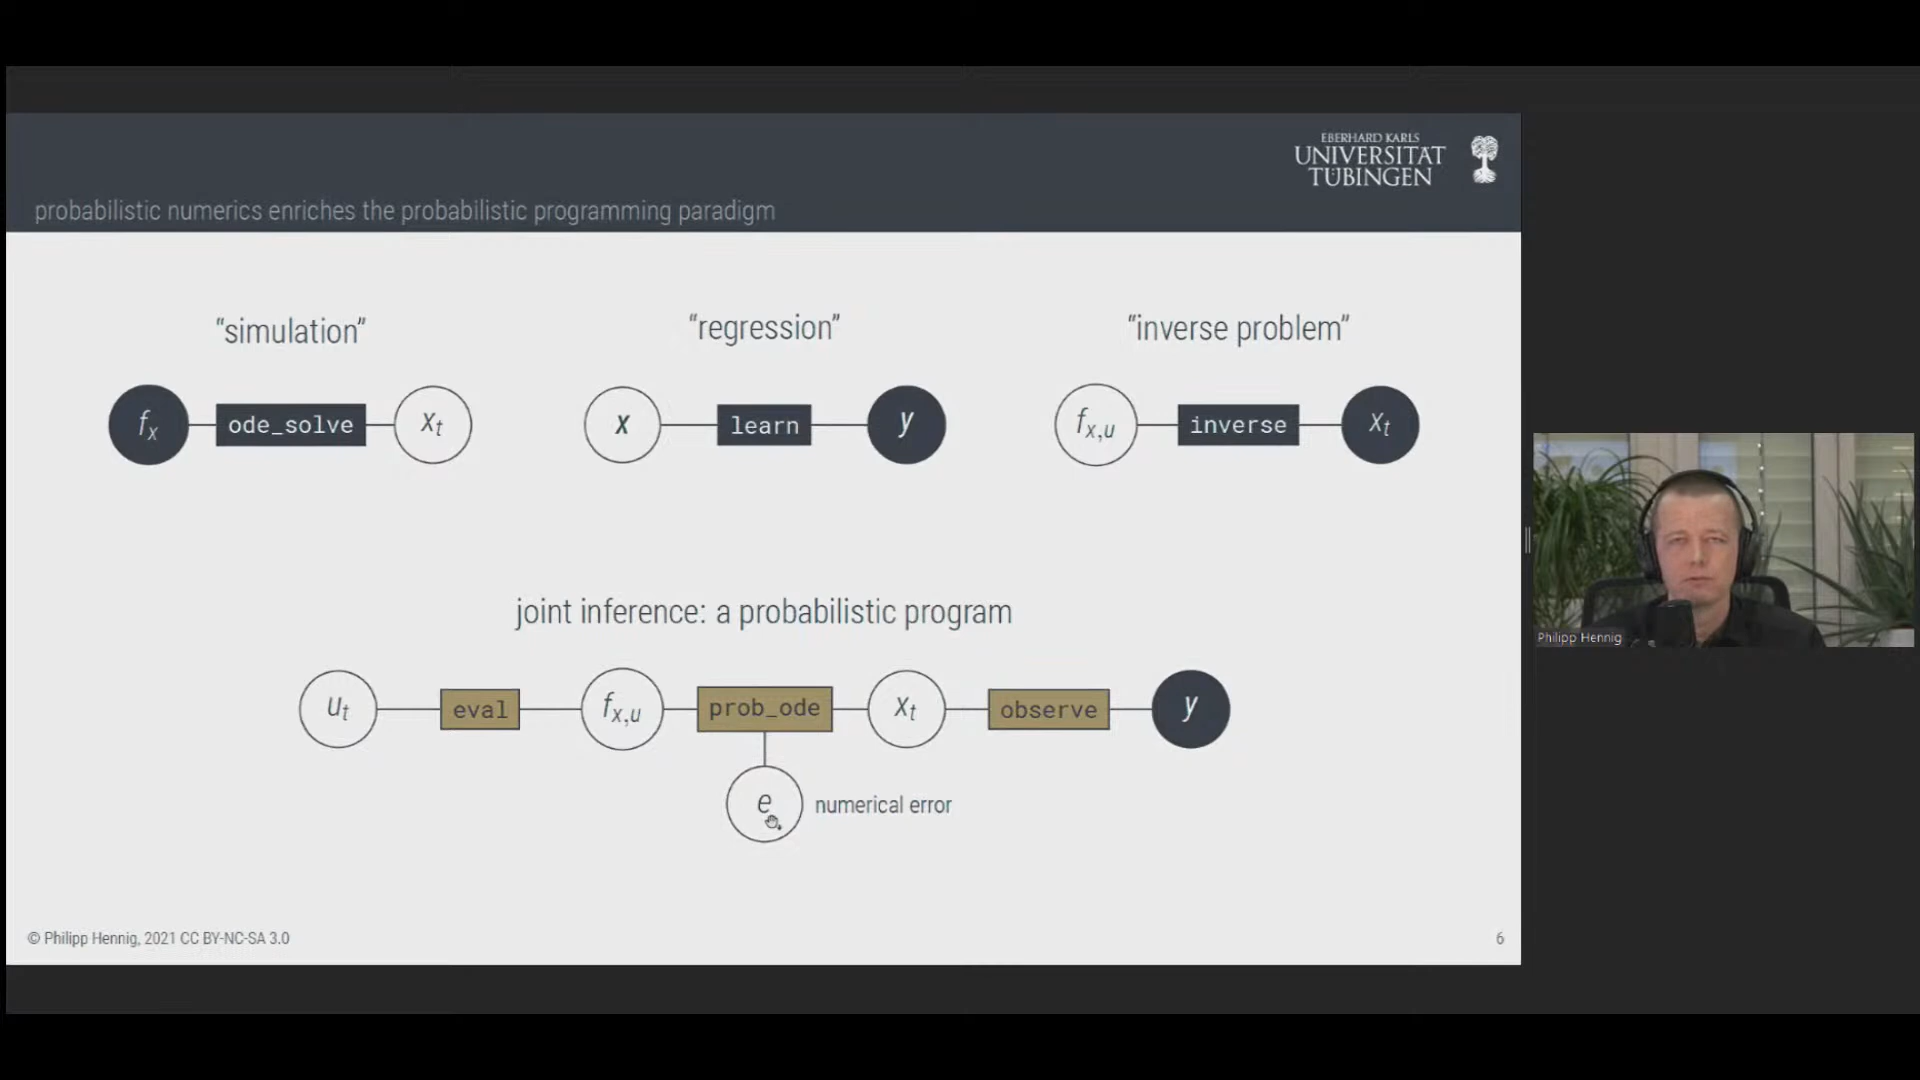 EBERHARD KARLS
UNIVERSITÄT
TÜBINGEN
probabilistic numerics enriches the probabilistic programming paradigm
“simulation”
“regression”
“inverse problem”
fx ode_solve xt
x learn y
fx,u inverse xt
joint inference: a probabilistic program
ut eval fx,u prob_ode xt observe y
e numerical error
© Philipp Hennig, 2021 CC BY-NC-SA 3.0
6
Philipp Hennig